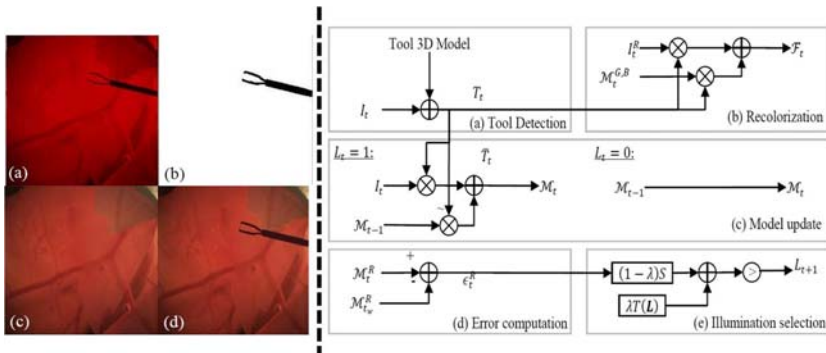 (a)
(b)
(c)
(d)
Tool 3D Model
I_t
T_t
(a) Tool Detection
I_t^R
M_t^{G,B}
F_t
(b) Recolorization
L_t = 1:
T̄_t
I_t
M_t
M_{t-1}
~
L_t = 0:
M_{t-1}
M_t
(c) Model update
M_t^R
+
-
M_{t_w}^R
ϵ_t^R
(d) Error computation
(1 − λ)S
λT(L)
>
L_{t+1}
(e) Illumination selection